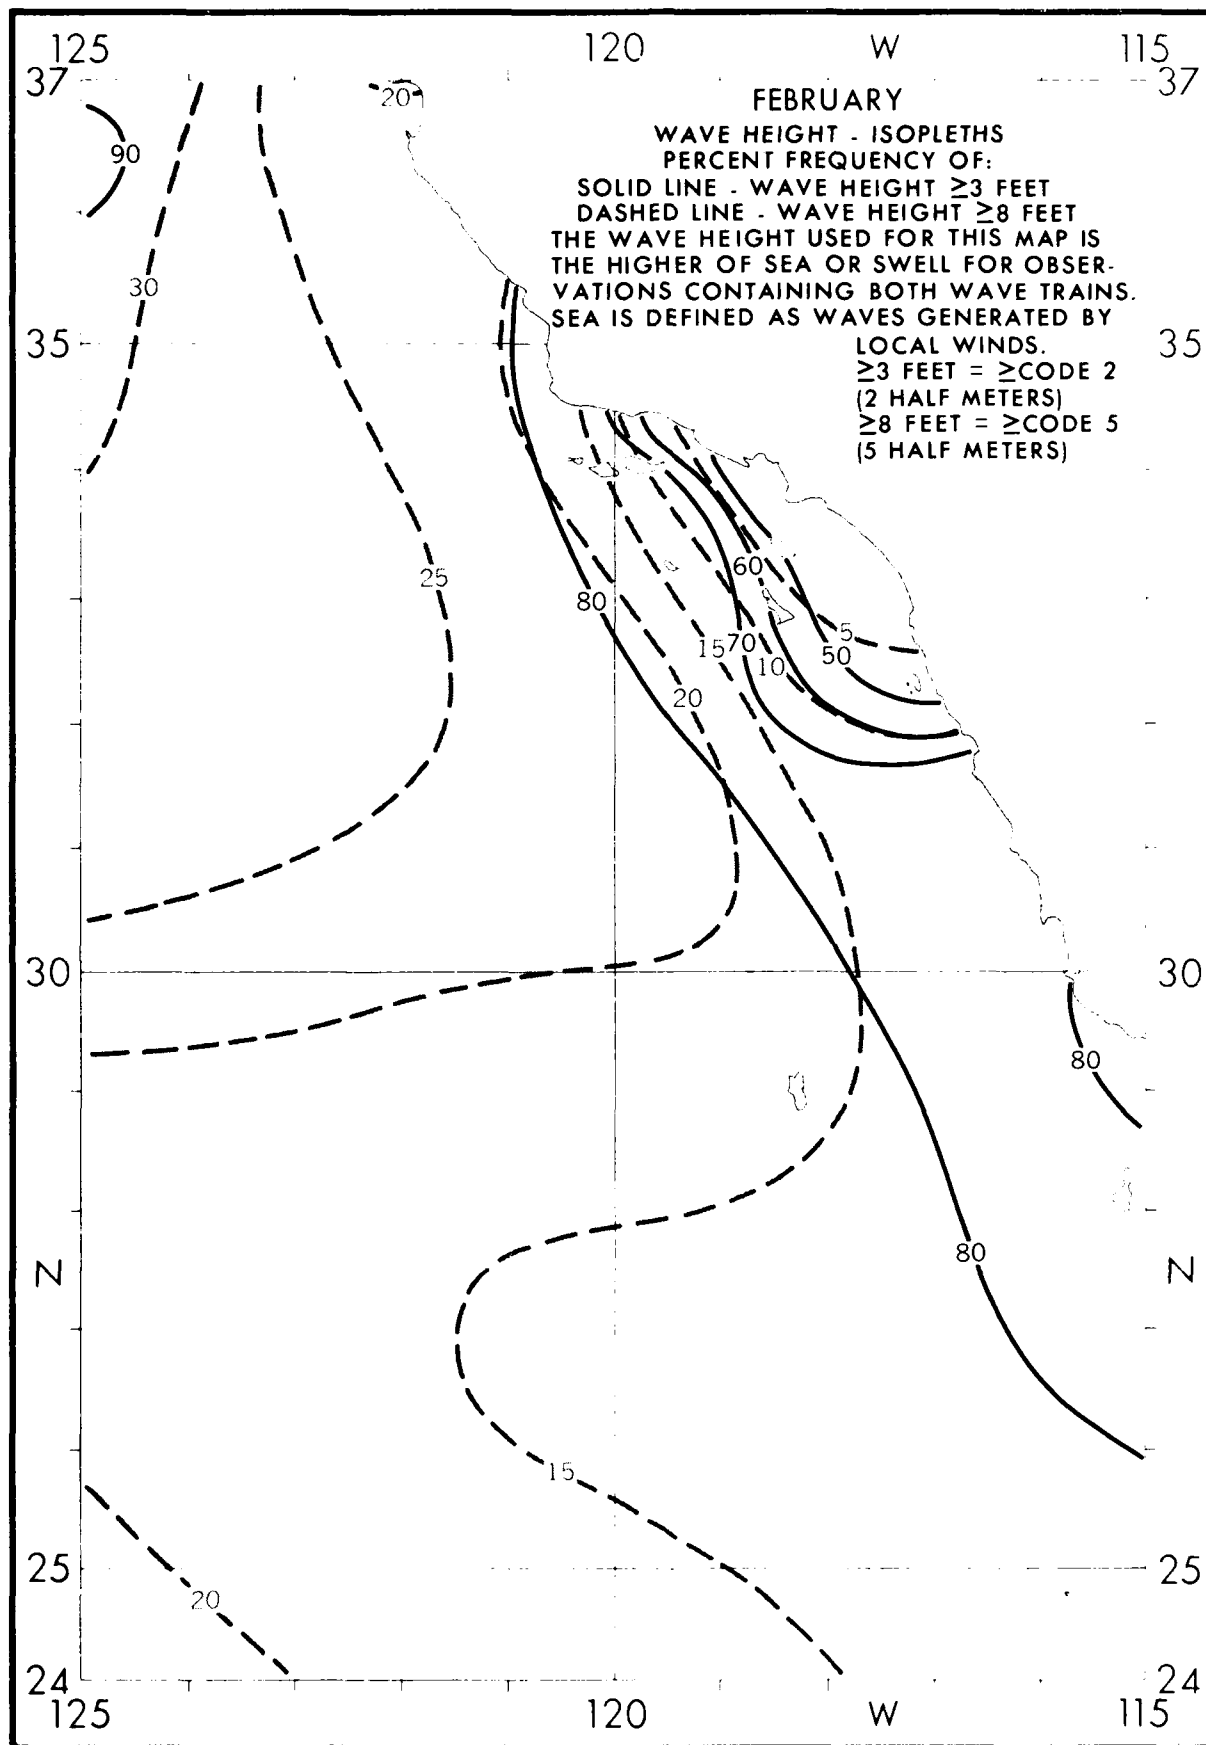 125 120 W 115
37 37
FEBRUARY
WAVE HEIGHT - ISOPLETHS
PERCENT FREQUENCY OF:
SOLID LINE - WAVE HEIGHT ≥3 FEET
DASHED LINE - WAVE HEIGHT ≥8 FEET
THE WAVE HEIGHT USED FOR THIS MAP IS
THE HIGHER OF SEA OR SWELL FOR OBSER-
VATIONS CONTAINING BOTH WAVE TRAINS.
SEA IS DEFINED AS WAVES GENERATED BY
LOCAL WINDS.
≥3 FEET = ≥CODE 2
(2 HALF METERS)
≥8 FEET = ≥CODE 5
(5 HALF METERS)
20
90
30
35 35
25
60
80
5
15 70 10 50
20
30 30
80
N 80 N
15
25 25
20
24 24
125 120 W 115